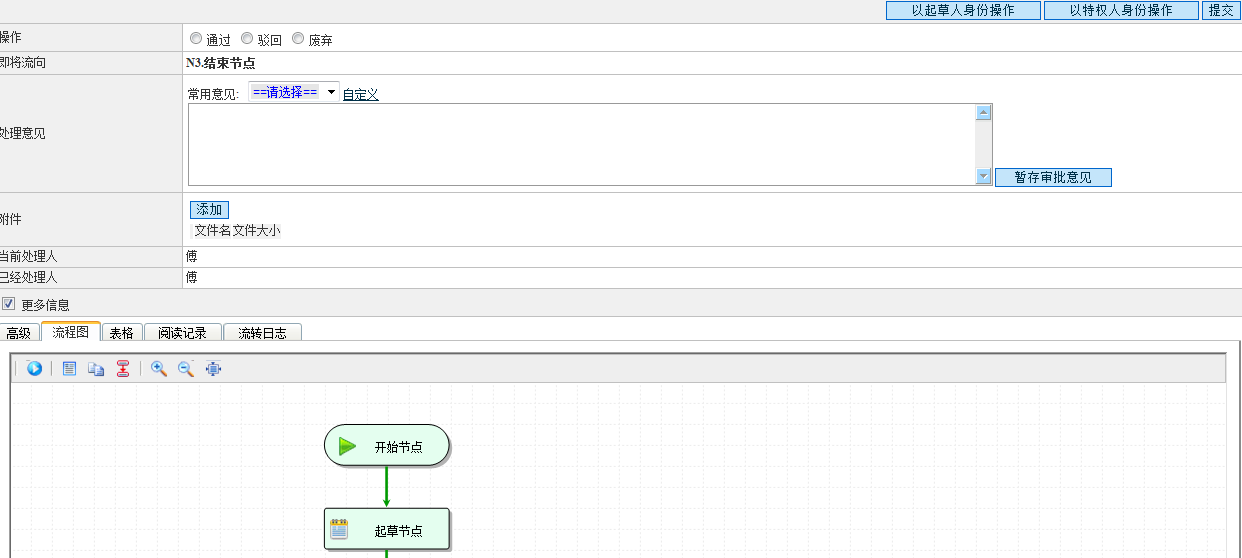 以起草人身份操作 以特权人身份操作 提交
操作 通过 驳回 废弃
即将流向 N3.结束节点
常用意见: ==请选择== 自定义
处理意见
暂存审批意见
添加
附件
文件名 文件大小
当前处理人 傅
已经处理人 傅
更多信息
高级 流程图 表格 阅读记录 流转日志
开始节点
起草节点